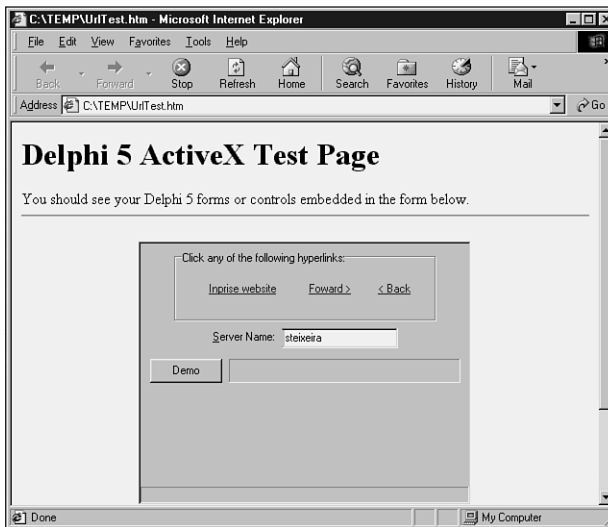 C:\TEMP\UrlTest.htm - Microsoft Internet Explorer
File Edit View Favorites Tools Help
Back Forward Stop Refresh Home Search Favorites History Mail
Address C:\TEMP\UrlTest.htm Go
Delphi 5 ActiveX Test Page
You should see your Delphi 5 forms or controls embedded in the form below.
Click any of the following hyperlinks:
Inprise website Foward > < Back
Server Name: steixeira
Demo
Done My Computer